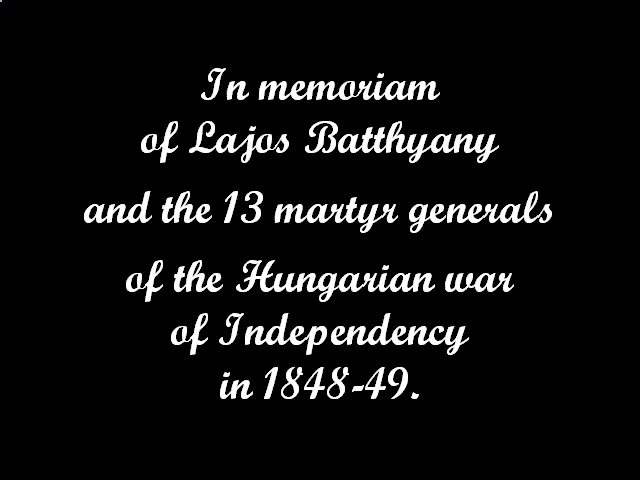 In memoriam
of Lajos Batthyany
and the 13 martyr generals
of the Hungarian war
of Independency
in 1848-49.